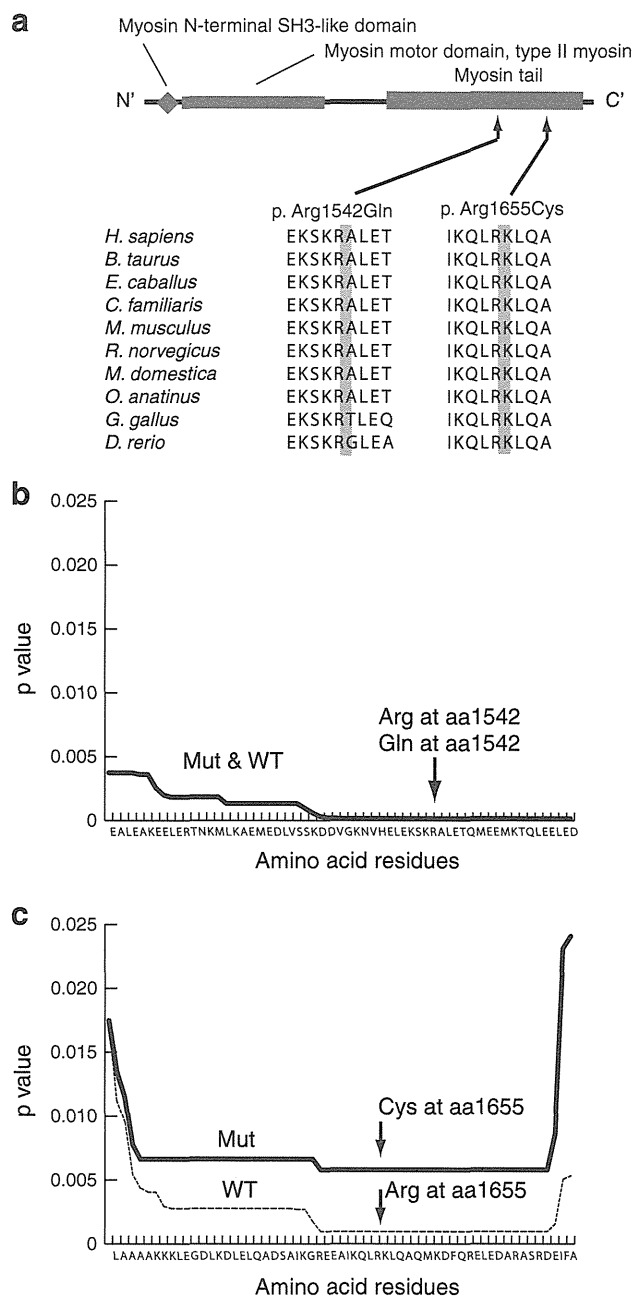 a
Myosin N-terminal SH3-like domain
Myosin motor domain, type II myosin
Myosin tail
N' C'
p. Arg1542Gln p. Arg1655Cys
H. sapiens EKSKRALET IKQLRKLQA
B. taurus EKSKRALET IKQLRKLQA
E. caballus EKSKRALET IKQLRKLQA
C. familiaris EKSKRALET IKQLRKLQA
M. musculus EKSKRALET IKQLRKLQA
R. norvegicus EKSKRALET IKQLRKLQA
M. domestica EKSKRALET IKQLRKLQA
O. anatinus EKSKRALET IKQLRKLQA
G. gallus EKSKRTLEQ IKQLRKLQA
D. rerio EKSKRGLEA IKQLRKLQA
b
0.025
0.020
0.015
0.010
0.005
0
p value
Arg at aa1542
Gln at aa1542
Mut & WT
EALEAKEELERTNKMLKAEMEDLVSSKDDVGKNVHELEKSKRALETQMEEMKTQLEELED
Amino acid residues
c
0.025
0.020
0.015
0.010
0.005
0
p value
Cys at aa1655
Mut
WT
Arg at aa1655
LAAAAKKKLEGDLKDLELQADSAIKGREEAIKQLRKLQAQMKDFQRELEDARASRDEIFA
Amino acid residues